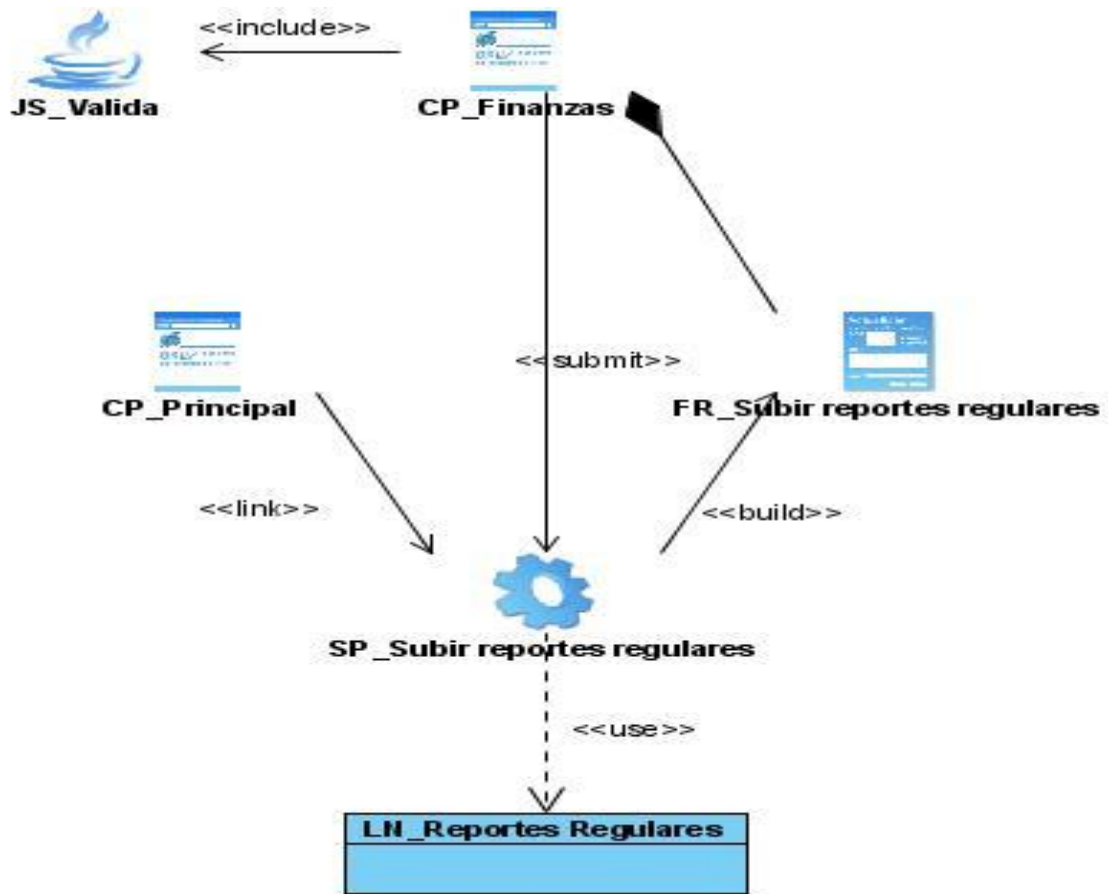 <<include>>
JS_Valida
CP_Finanzas
<<submit>>
CP_Principal
FR_Subir reportes regulares
<<link>>
<<build>>
SP_Subir reportes regulares
<<use>>
LN_Reportes Regulares